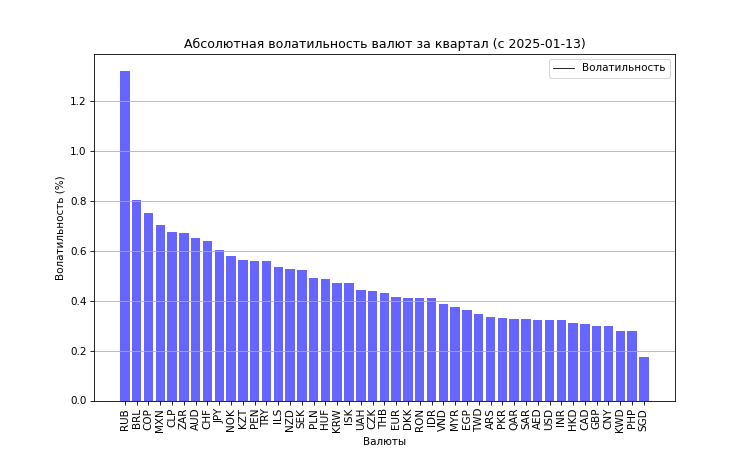 Абсолютная волатильность валют за квартал (с 2025-01-13)
Волатильность
Волатильность (%)
1.2
1.0
0.8
0.6
0.4
0.2
0.0
RUB
BRL
COP
MXN
CLP
ZAR
AUD
CHF
JPY
NOK
KZT
PEN
TRY
ILS
NZD
SEK
PLN
HUF
KRW
ISK
UAH
CZK
THB
EUR
DKK
RON
IDR
VND
MYR
EGP
TWD
ARS
PKR
QAR
SAR
AED
USD
INR
HKD
CAD
GBP
CNY
KWD
PHP
SGD
Валюты